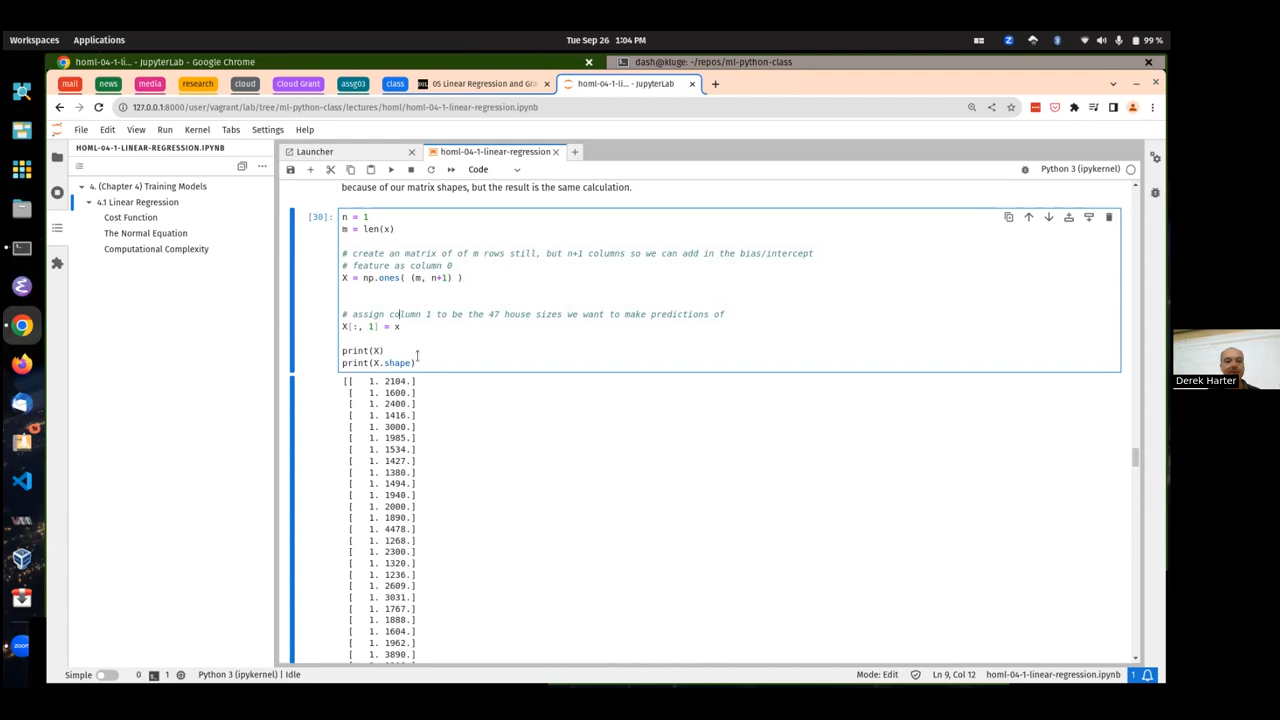 Workspaces Applications Tue Sep 26 1:04 PM 99 %
homl-04-1-li... - JupyterLab - Google Chrome dash@kluge: ~/repos/ml-python-class
mail news media research cloud Cloud Grant assg03 class 05 Linear Regression and Gr homl-04-1-li... - JupyterLab
127.0.0.1:8000/user/vagrant/lab/tree/ml-python-class/lectures/homl/homl-04-1-linear-regression.ipynb
File Edit View Run Kernel Tabs Settings Help
HOML-04-1-LINEAR-REGRESSION.IPYNB
Launcher homl-04-1-linear-regression
Code Python 3 (ipykernel)
4. (Chapter 4) Training Models
4.1 Linear Regression
Cost Function
The Normal Equation
Computational Complexity
because of our matrix shapes, but the result is the same calculation.
[30]: n = 1
m = len(x)
# create an matrix of of m rows still, but n+1 columns so we can add in the bias/intercept
# feature as column 0
X = np.ones( (m, n+1) )
# assign column 1 to be the 47 house sizes we want to make predictions of
X[:, 1] = x
print(X)
print(X.shape)
[[ 1. 2104.]
[ 1. 1600.]
[ 1. 2400.]
[ 1. 1416.]
[ 1. 3000.]
[ 1. 1985.]
[ 1. 1534.]
[ 1. 1427.]
[ 1. 1380.]
[ 1. 1494.]
[ 1. 1940.]
[ 1. 2000.]
[ 1. 1890.]
[ 1. 4478.]
[ 1. 1268.]
[ 1. 2300.]
[ 1. 1320.]
[ 1. 1236.]
[ 1. 2609.]
[ 1. 3031.]
[ 1. 1767.]
[ 1. 1888.]
[ 1. 1604.]
[ 1. 1962.]
[ 1. 3890.]
Derek Harter
Simple 0 1 Python 3 (ipykernel) | Idle Mode: Edit Ln 9, Col 12 homl-04-1-linear-regression.ipynb 1
zoom